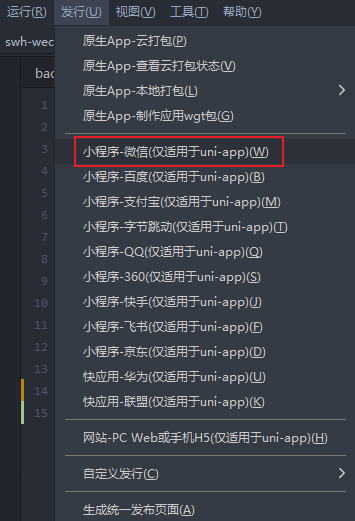 运行(R) 发行(U) 视图(V) 工具(T) 帮助(Y)
swh-wec
原生App-云打包(P)
bac
原生App-查看云打包状态(V)
原生App-本地打包(L)
1
原生App-制作应用wgt包(G)
2
3 小程序-微信(仅适用于uni-app)(W)
4 小程序-百度(仅适用于uni-app)(B)
5 小程序-支付宝(仅适用于uni-app)(M)
6 小程序-字节跳动(仅适用于uni-app)(T)
7 小程序-QQ(仅适用于uni-app)(Q)
8
9 小程序-360(仅适用于uni-app)(S)
10 小程序-快手(仅适用于uni-app)(J)
11 小程序-飞书(仅适用于uni-app)(F)
12 小程序-京东(仅适用于uni-app)(D)
13 快应用-华为(仅适用于uni-app)(U)
14 快应用-联盟(仅适用于uni-app)(K)
15
网站-PC Web或手机H5(仅适用于uni-app)(H)
自定义发行(C)
生成统一发布页面(A)